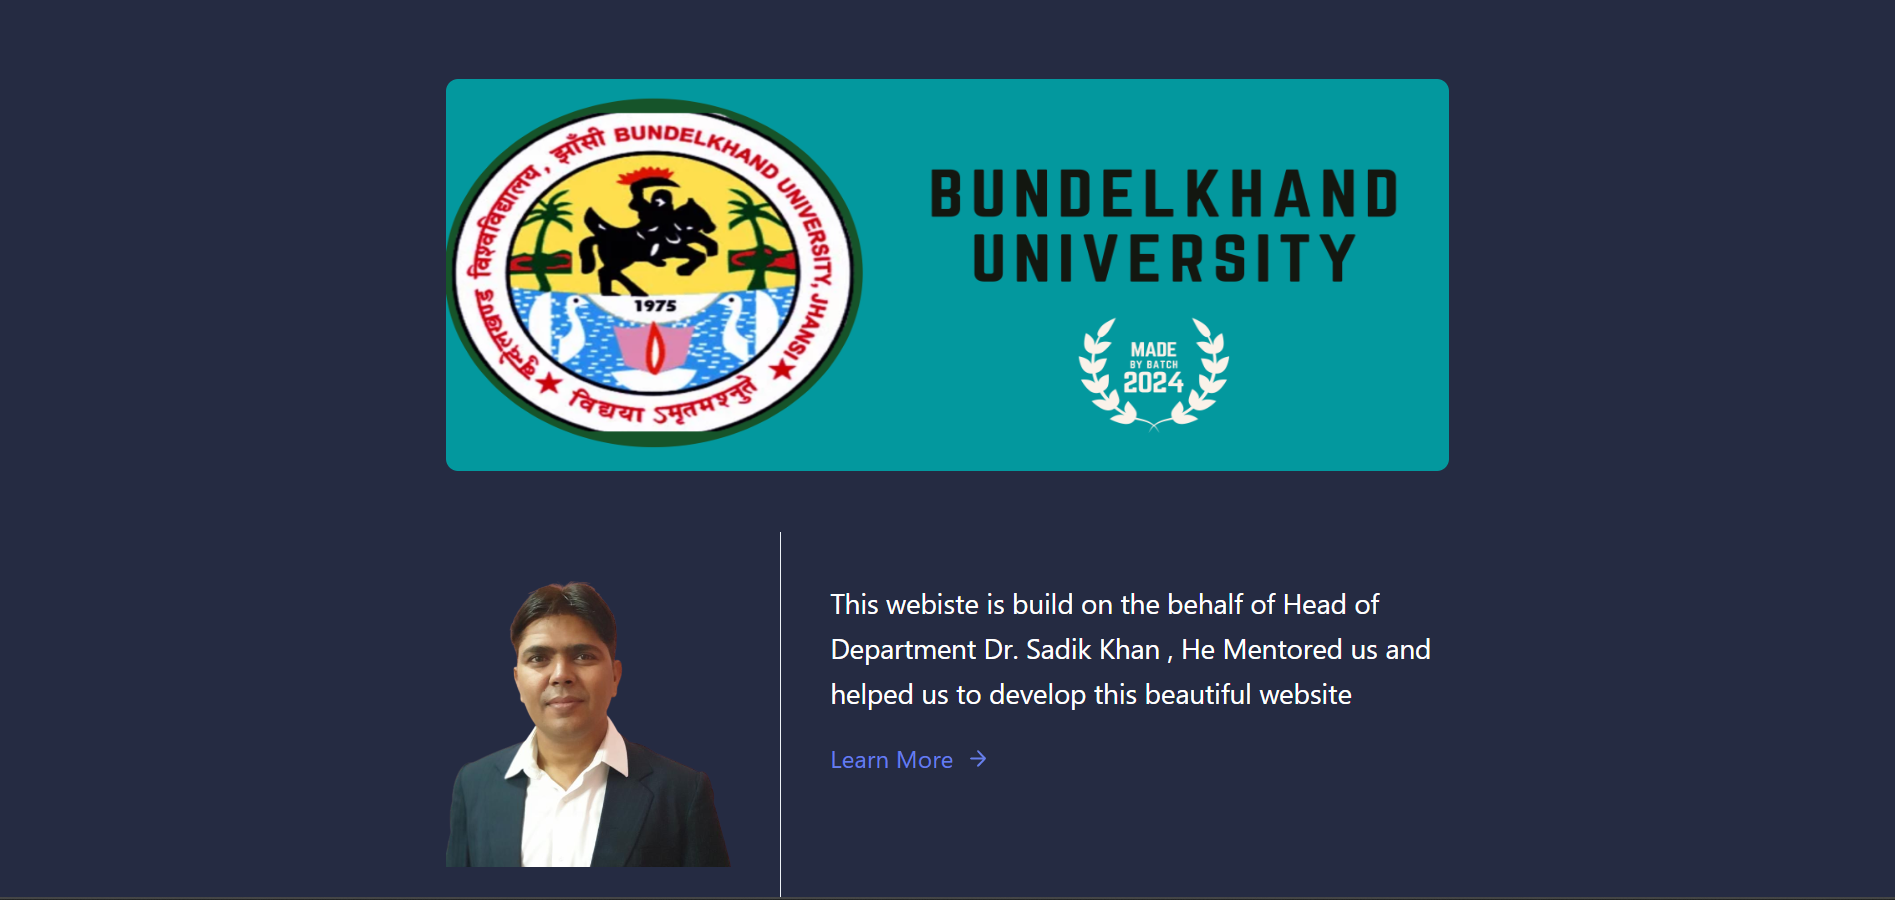 बुन्देलखण्ड विश्वविद्यालय, झाँसी BUNDELKHAND UNIVERSITY, JHANSI
1975
विद्यया ऽमृतमश्नुते
BUNDELKHAND
UNIVERSITY
MADE
BY BATCH
2024
This webiste is build on the behalf of Head of
Department Dr. Sadik Khan , He Mentored us and
helped us to develop this beautiful website
Learn More →